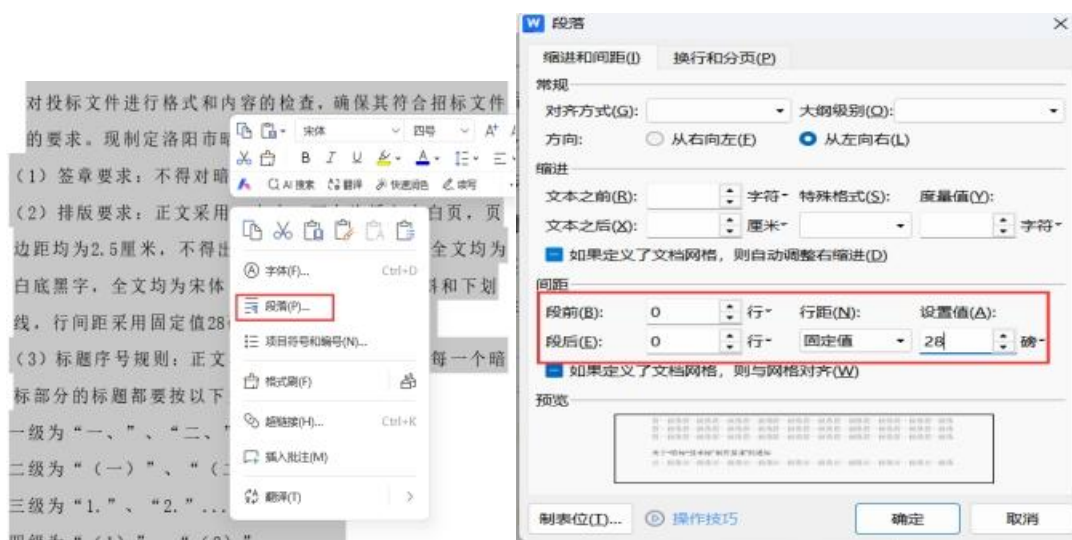 对投标文件进行格式和内容的检查，确保其符合招标文件
的要求。现制定洛阳市暗
（1）签章要求：不得对暗
（2）排版要求：正文采用 白页，页
边距均为2.5厘米，不得出 全文均为
白底黑字，全文均为宋体 斜和下划
线，行间距采用固定值28
（3）标题序号规则：正文 每一个暗
标部分的标题都要按以下
一级为“一、”、“二、”
二级为“（一）”、“（二
三级为“1.”、“2.”...
四级为“（1）”、“（2）”
宋体 四号 A+
B I U A
AI 搜索 翻译 快速润色 续写
字体(F)... Ctrl+D
段落(P)...
项目符号和编号(N)...
格式刷(F)
超链接(H)... Ctrl+K
插入批注(M)
翻译(T)
W 段落
缩进和间距(I) 换行和分页(P)
常规
对齐方式(G): 大纲级别(O):
方向: 从右向左(F) 从左向右(L)
缩进
文本之前(R): 字符 特殊格式(S): 度量值(Y):
文本之后(X): 厘米 字符
如果定义了文档网格，则自动调整右缩进(D)
间距
段前(B): 0 行 行距(N): 设置值(A):
段后(E): 0 行 固定值 28 磅
如果定义了文档网格，则与网格对齐(W)
预览
制表位(T)... 操作技巧 确定 取消